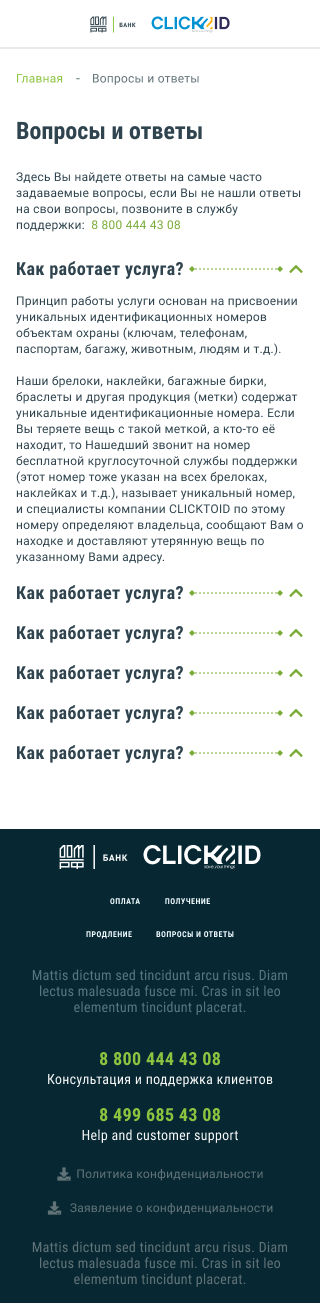 ДОМ.РФ БАНК CLICKTOID
Главная - Вопросы и ответы
Вопросы и ответы
Здесь Вы найдете ответы на самые часто
задаваемые вопросы, если Вы не нашли ответы
на свои вопросы, позвоните в службу
поддержки: 8 800 444 43 08
Как работает услуга?
Принцип работы услуги основан на присвоении
уникальных идентификационных номеров
объектам охраны (ключам, телефонам,
паспортам, багажу, животным, людям и т.д.).
Наши брелоки, наклейки, багажные бирки,
браслеты и другая продукция (метки) содержат
уникальные идентификационные номера. Если
Вы теряете вещь с такой меткой, а кто-то её
находит, то Нашедший звонит на номер
бесплатной круглосуточной службы поддержки
(этот номер тоже указан на всех брелоках,
наклейках и т.д.), называет уникальный номер,
и специалисты компании CLICKTOID по этому
номеру определяют владельца, сообщают Вам о
находке и доставляют утерянную вещь по
указанному Вами адресу.
Как работает услуга?
Как работает услуга?
Как работает услуга?
Как работает услуга?
Как работает услуга?
ДОМ РФ БАНК CLICKTOID
save your things
ОПЛАТА ПОЛУЧЕНИЕ
ПРОДЛЕНИЕ ВОПРОСЫ И ОТВЕТЫ
Mattis dictum sed tincidunt arcu risus. Diam
lectus malesuada fusce mi. Cras in sit leo
elementum tincidunt placerat.
8 800 444 43 08
Консультация и поддержка клиентов
8 499 685 43 08
Help and customer support
Политика конфиденциальности
Заявление о конфиденциальности
Mattis dictum sed tincidunt arcu risus. Diam
lectus malesuada fusce mi. Cras in sit leo
elementum tincidunt placerat.